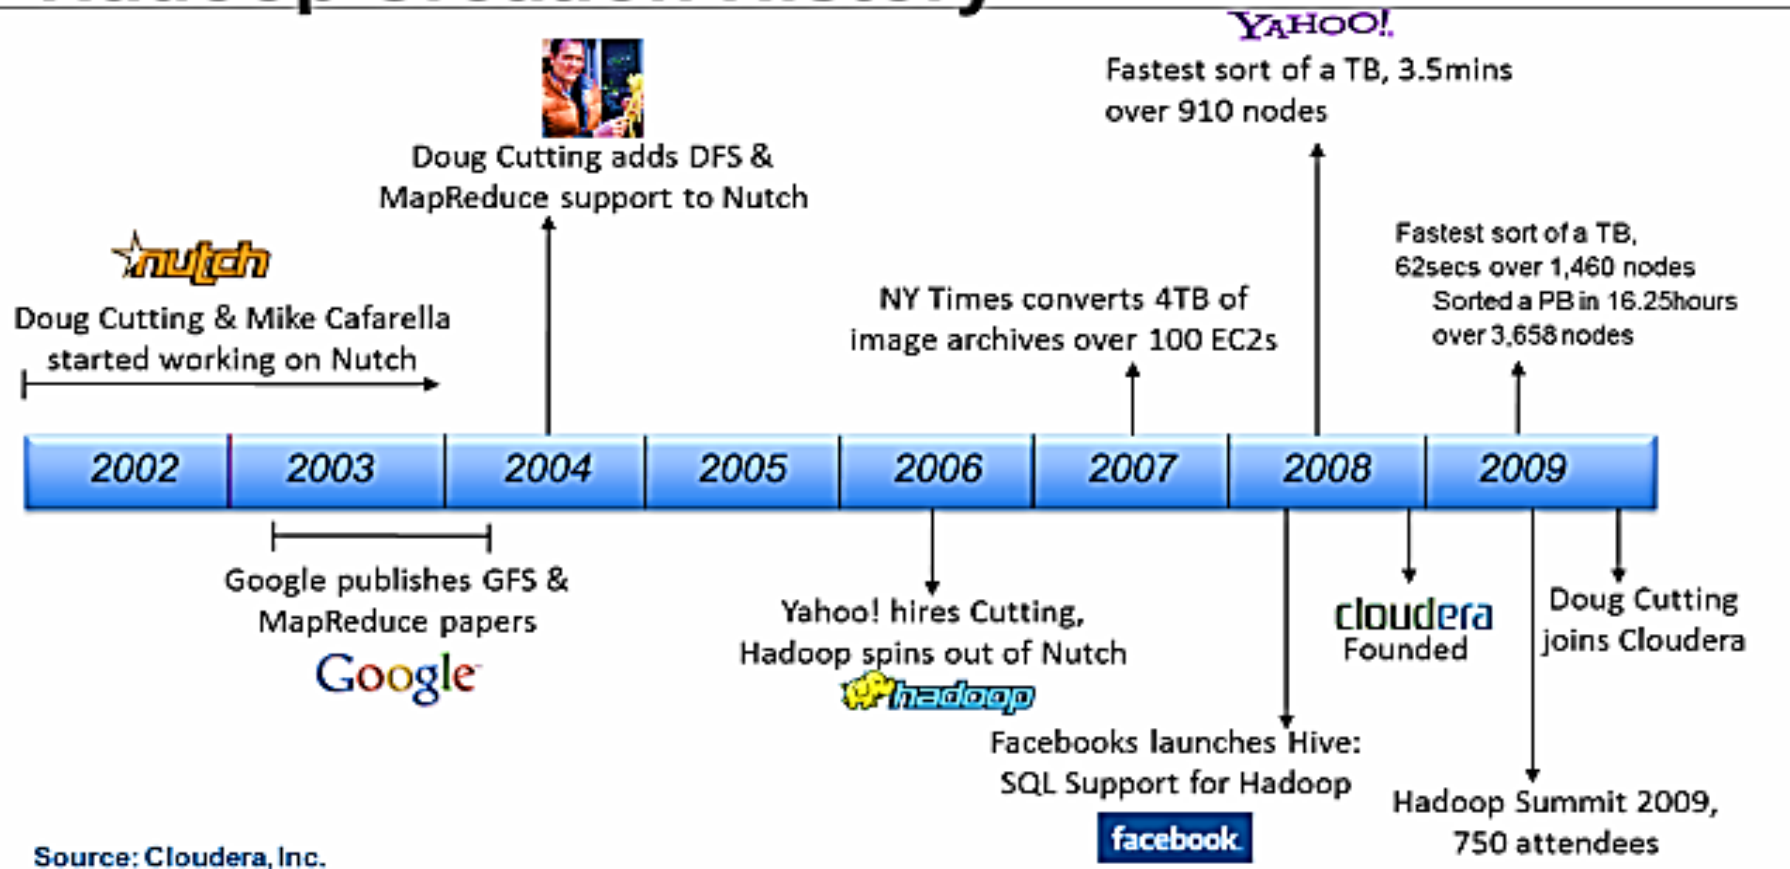 Hadoop Creation History
YAHOO!
Fastest sort of a TB, 3.5mins
over 910 nodes
Doug Cutting adds DFS &
MapReduce support to Nutch
Fastest sort of a TB,
62secs over 1,460 nodes
Sorted a PB in 16.25hours
over 3,658 nodes
nutch
NY Times converts 4TB of
image archives over 100 EC2s
Doug Cutting & Mike Cafarella
started working on Nutch
2002 2003 2004 2005 2006 2007 2008 2009
Google publishes GFS &
MapReduce papers
Google
Yahoo! hires Cutting,
Hadoop spins out of Nutch
hadoop
cloudera
Founded
Doug Cutting
joins Cloudera
Facebooks launches Hive:
SQL Support for Hadoop
facebook
Hadoop Summit 2009,
750 attendees
Source: Cloudera, Inc.